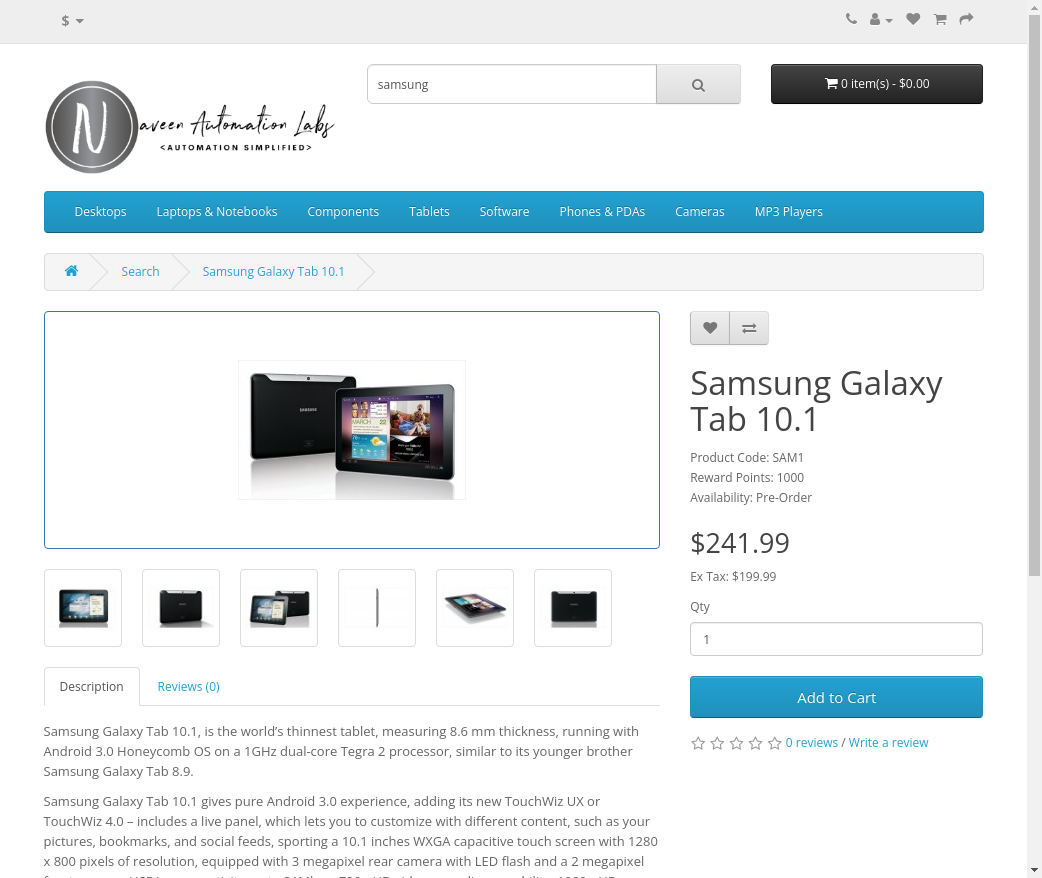 $
samsung
0 item(s) - $0.00
N
aveen Automation Labs
<AUTOMATION SIMPLIFIED>
Desktops Laptops & Notebooks Components Tablets Software Phones & PDAs Cameras MP3 Players
Search Samsung Galaxy Tab 10.1
SAMSUNG
MARCH 22
Samsung Galaxy
Tab 10.1
Product Code: SAM1
Reward Points: 1000
Availability: Pre-Order
$241.99
Ex Tax: $199.99
Qty
1
Add to Cart
0 reviews / Write a review
Description Reviews (0)
Samsung Galaxy Tab 10.1, is the world’s thinnest tablet, measuring 8.6 mm thickness, running with
Android 3.0 Honeycomb OS on a 1GHz dual-core Tegra 2 processor, similar to its younger brother
Samsung Galaxy Tab 8.9.
Samsung Galaxy Tab 10.1 gives pure Android 3.0 experience, adding its new TouchWiz UX or
TouchWiz 4.0 – includes a live panel, which lets you to customize with different content, such as your
pictures, bookmarks, and social feeds, sporting a 10.1 inches WXGA capacitive touch screen with 1280
x 800 pixels of resolution, equipped with 3 megapixel rear camera with LED flash and a 2 megapixel